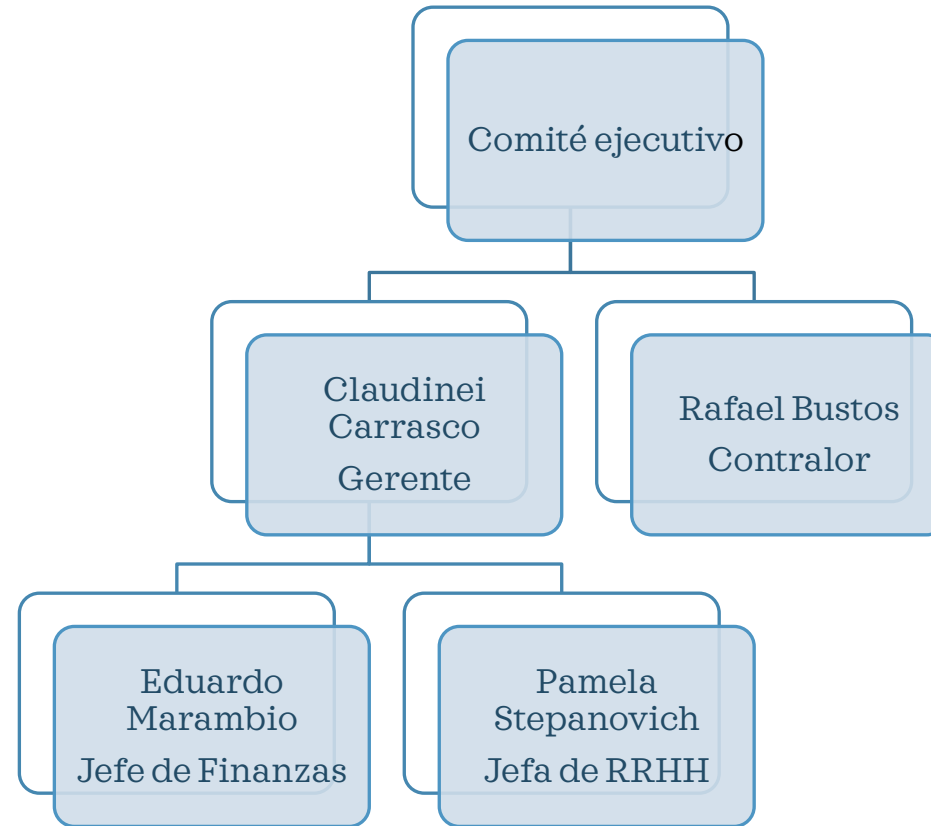 Comité ejecutivo
Claudinei
Carrasco
Gerente
Rafael Bustos
Contralor
Eduardo
Marambio
Jefe de Finanzas
Pamela
Stepanovich
Jefa de RRHH